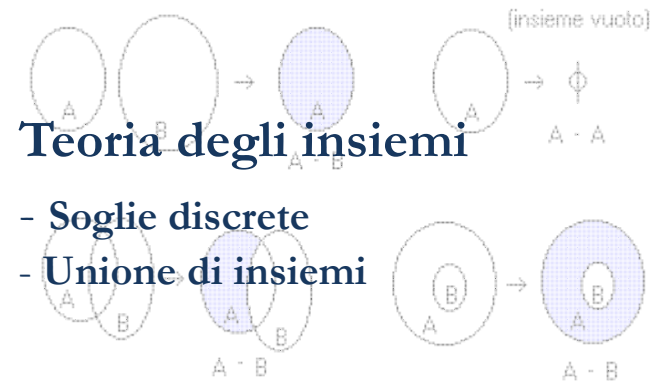 (insieme vuoto)
A B → A → ϕ
A
A - B
A - A
Teoria degli insiemi
- Soglie discrete
- Unione di insiemi
A B → A B
A - B
A B → A B
A - B